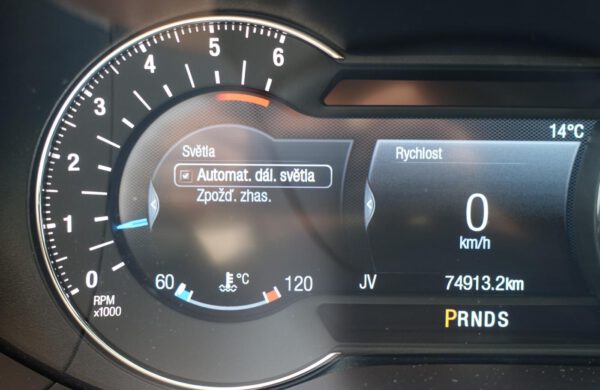 6
5
4
3
2
1
0
RPM
x1000
14°C
Světla
Automat. dál. světla
Zpožď. zhas.
Rychlost
0
km/h
60 °C 120
JV 74913.2km
PRNDS